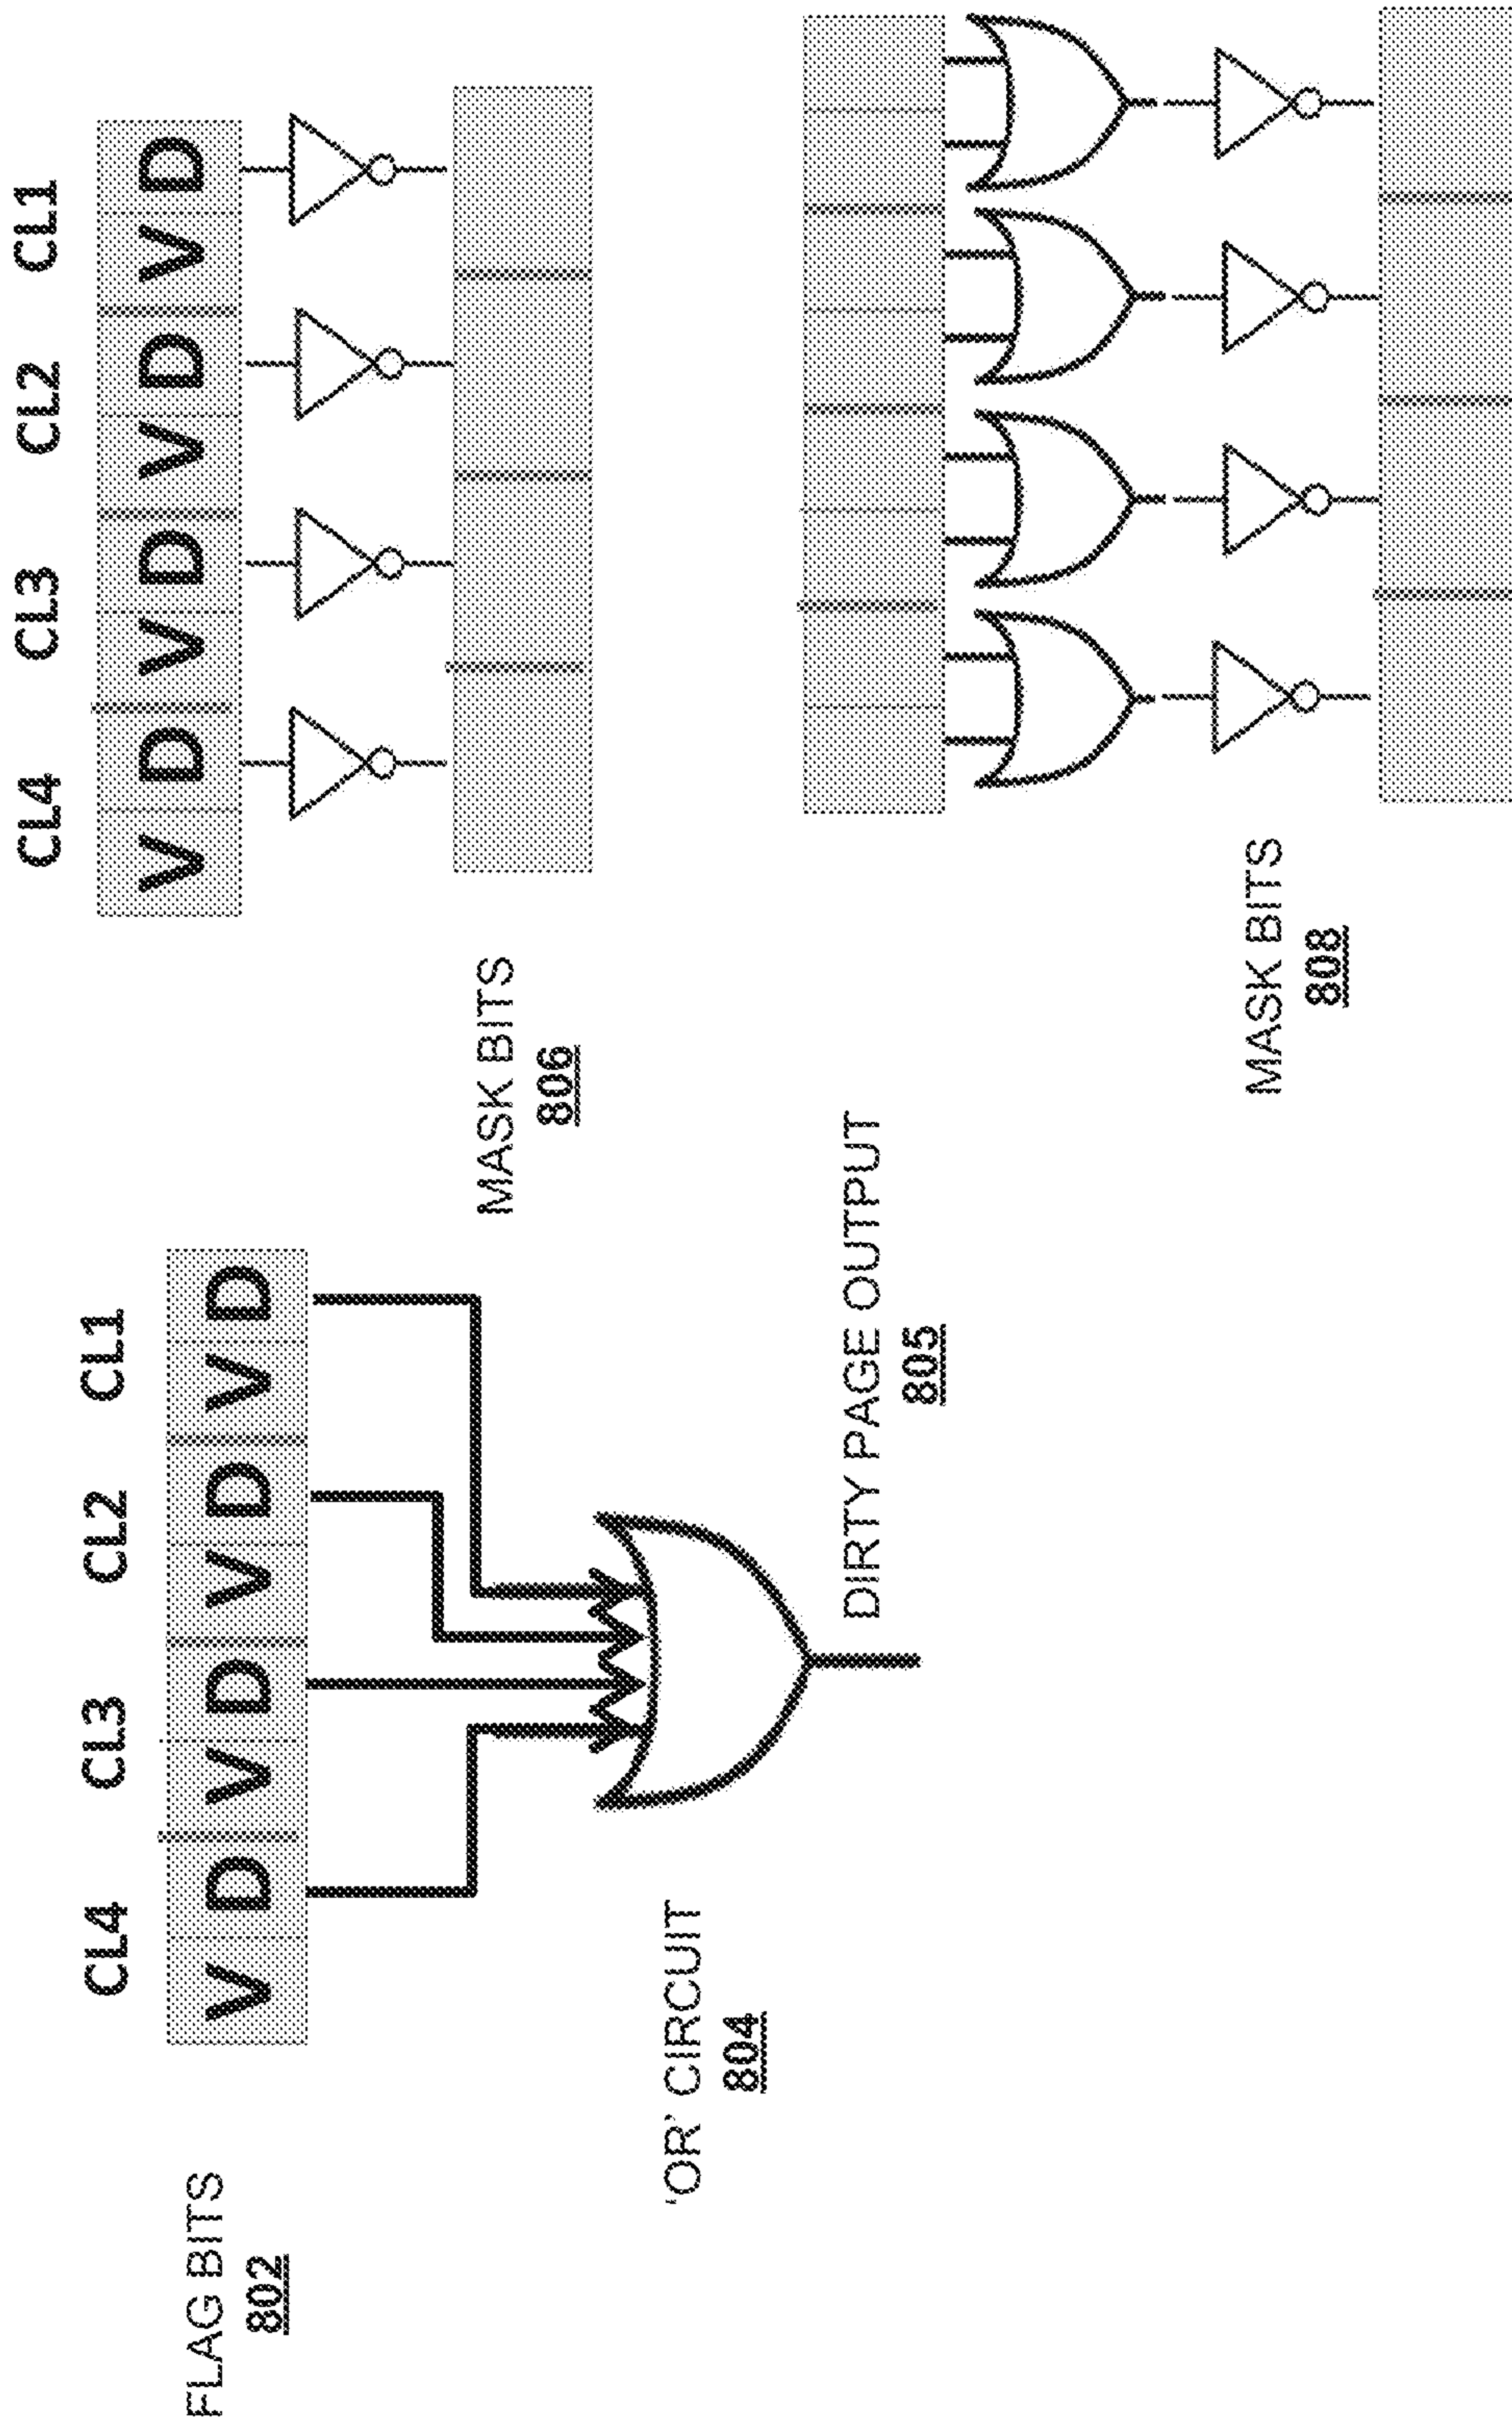 CL4 CL3 CL2 CL1
FLAG BITS
802
V D V D V D V D
'OR' CIRCUIT
804
DIRTY PAGE OUTPUT
805
CL4 CL3 CL2 CL1
V D V D V D V D
MASK BITS
806
MASK BITS
808